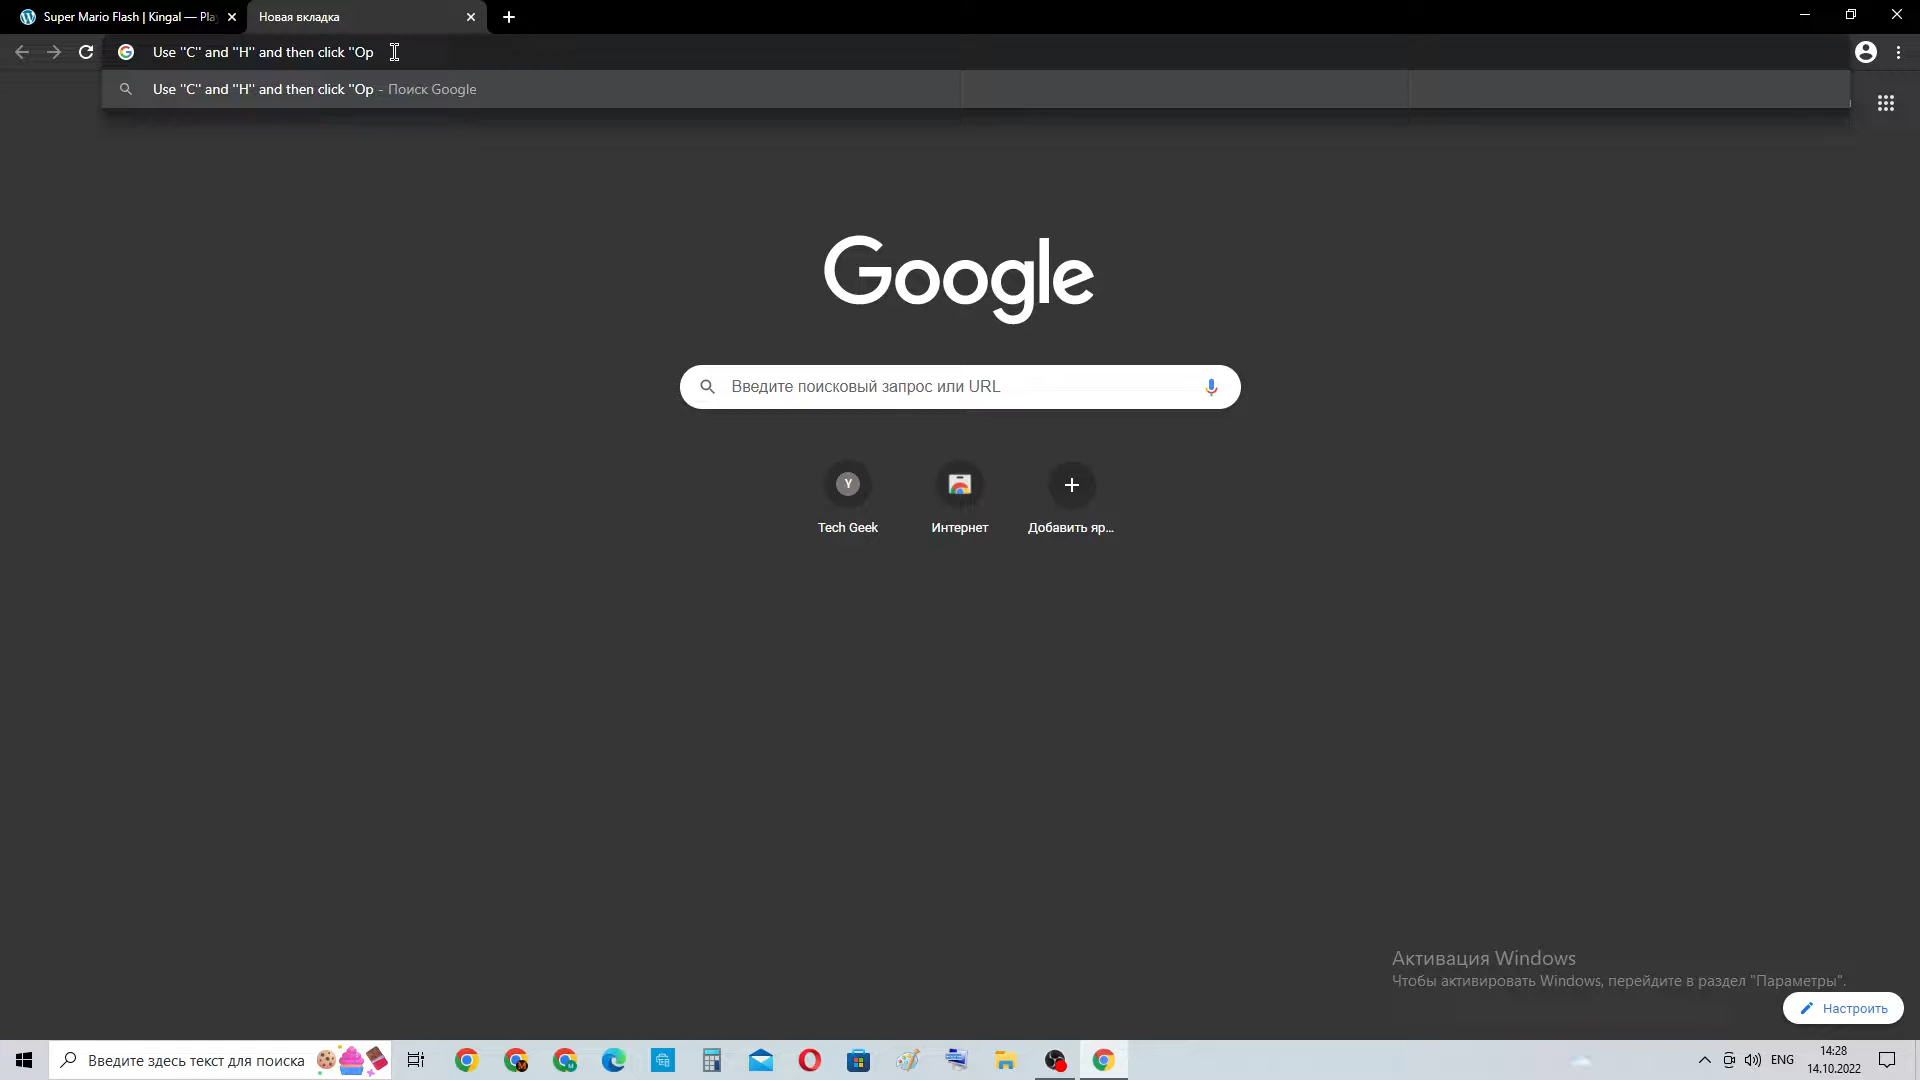 Super Mario Flash | Kingal — Pla
Новая вкладка
Use "C" and "H" and then click "Op
Use "C" and "H" and then click "Op - Поиск Google
Google
Введите поисковый запрос или URL
Y
Tech Geek
Интернет
Добавить яр...
Активация Windows
Чтобы активировать Windows, перейдите в раздел "Параметры".
Настроить
Введите здесь текст для поиска
ENG
14:28
14.10.2022